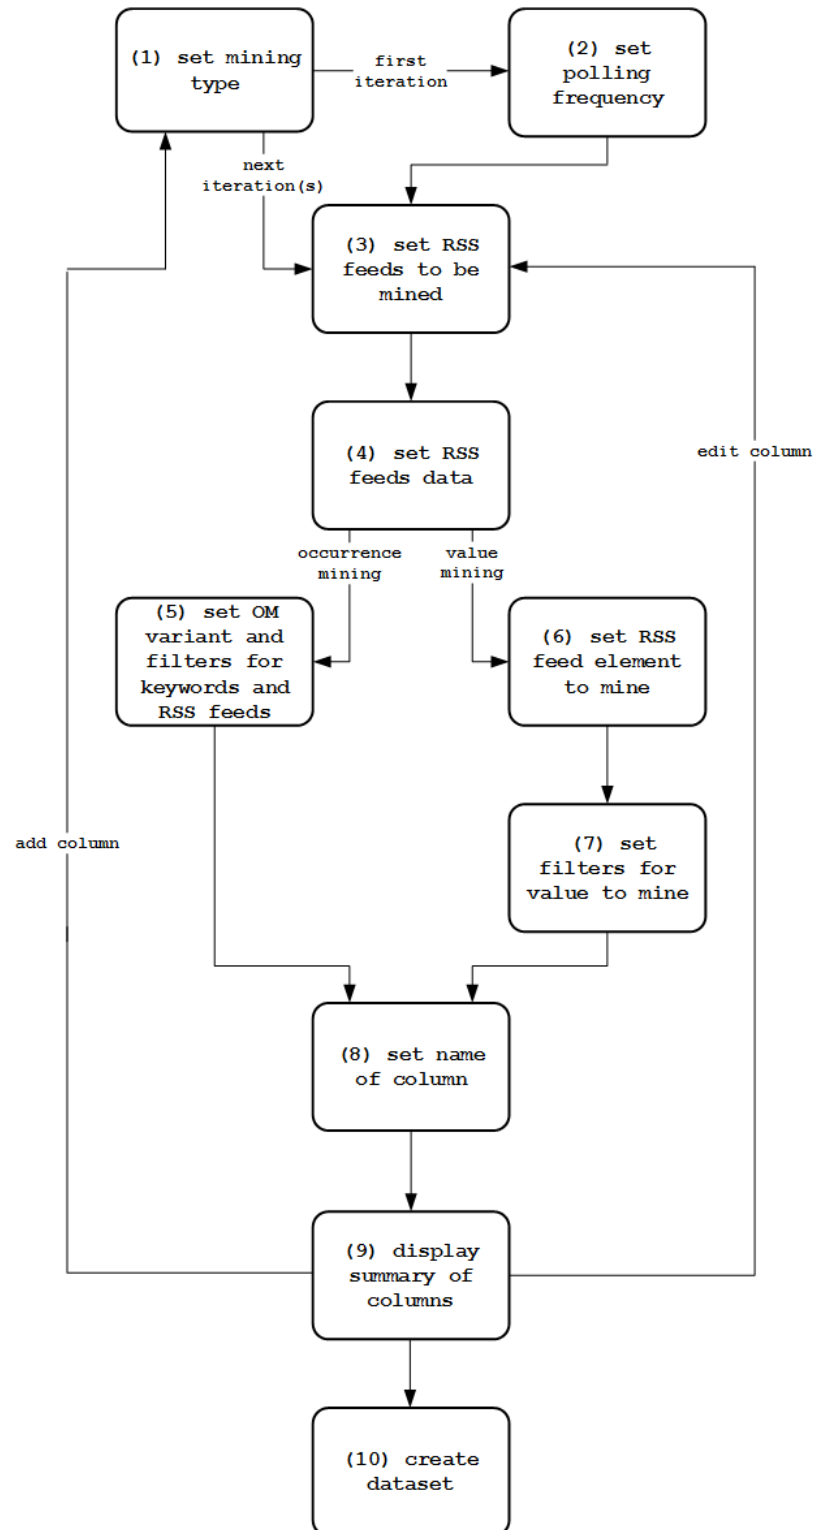 (1) set mining
type
first
iteration
(2) set
polling
frequency
next
iteration(s)
(3) set RSS
feeds to be
mined
(4) set RSS
feeds data
edit column
occurrence
mining
value
mining
(5) set OM
variant and
filters for
keywords and
RSS feeds
(6) set RSS
feed element
to mine
(7) set
filters for
value to mine
add column
(8) set name
of column
(9) display
summary of
columns
(10) create
dataset